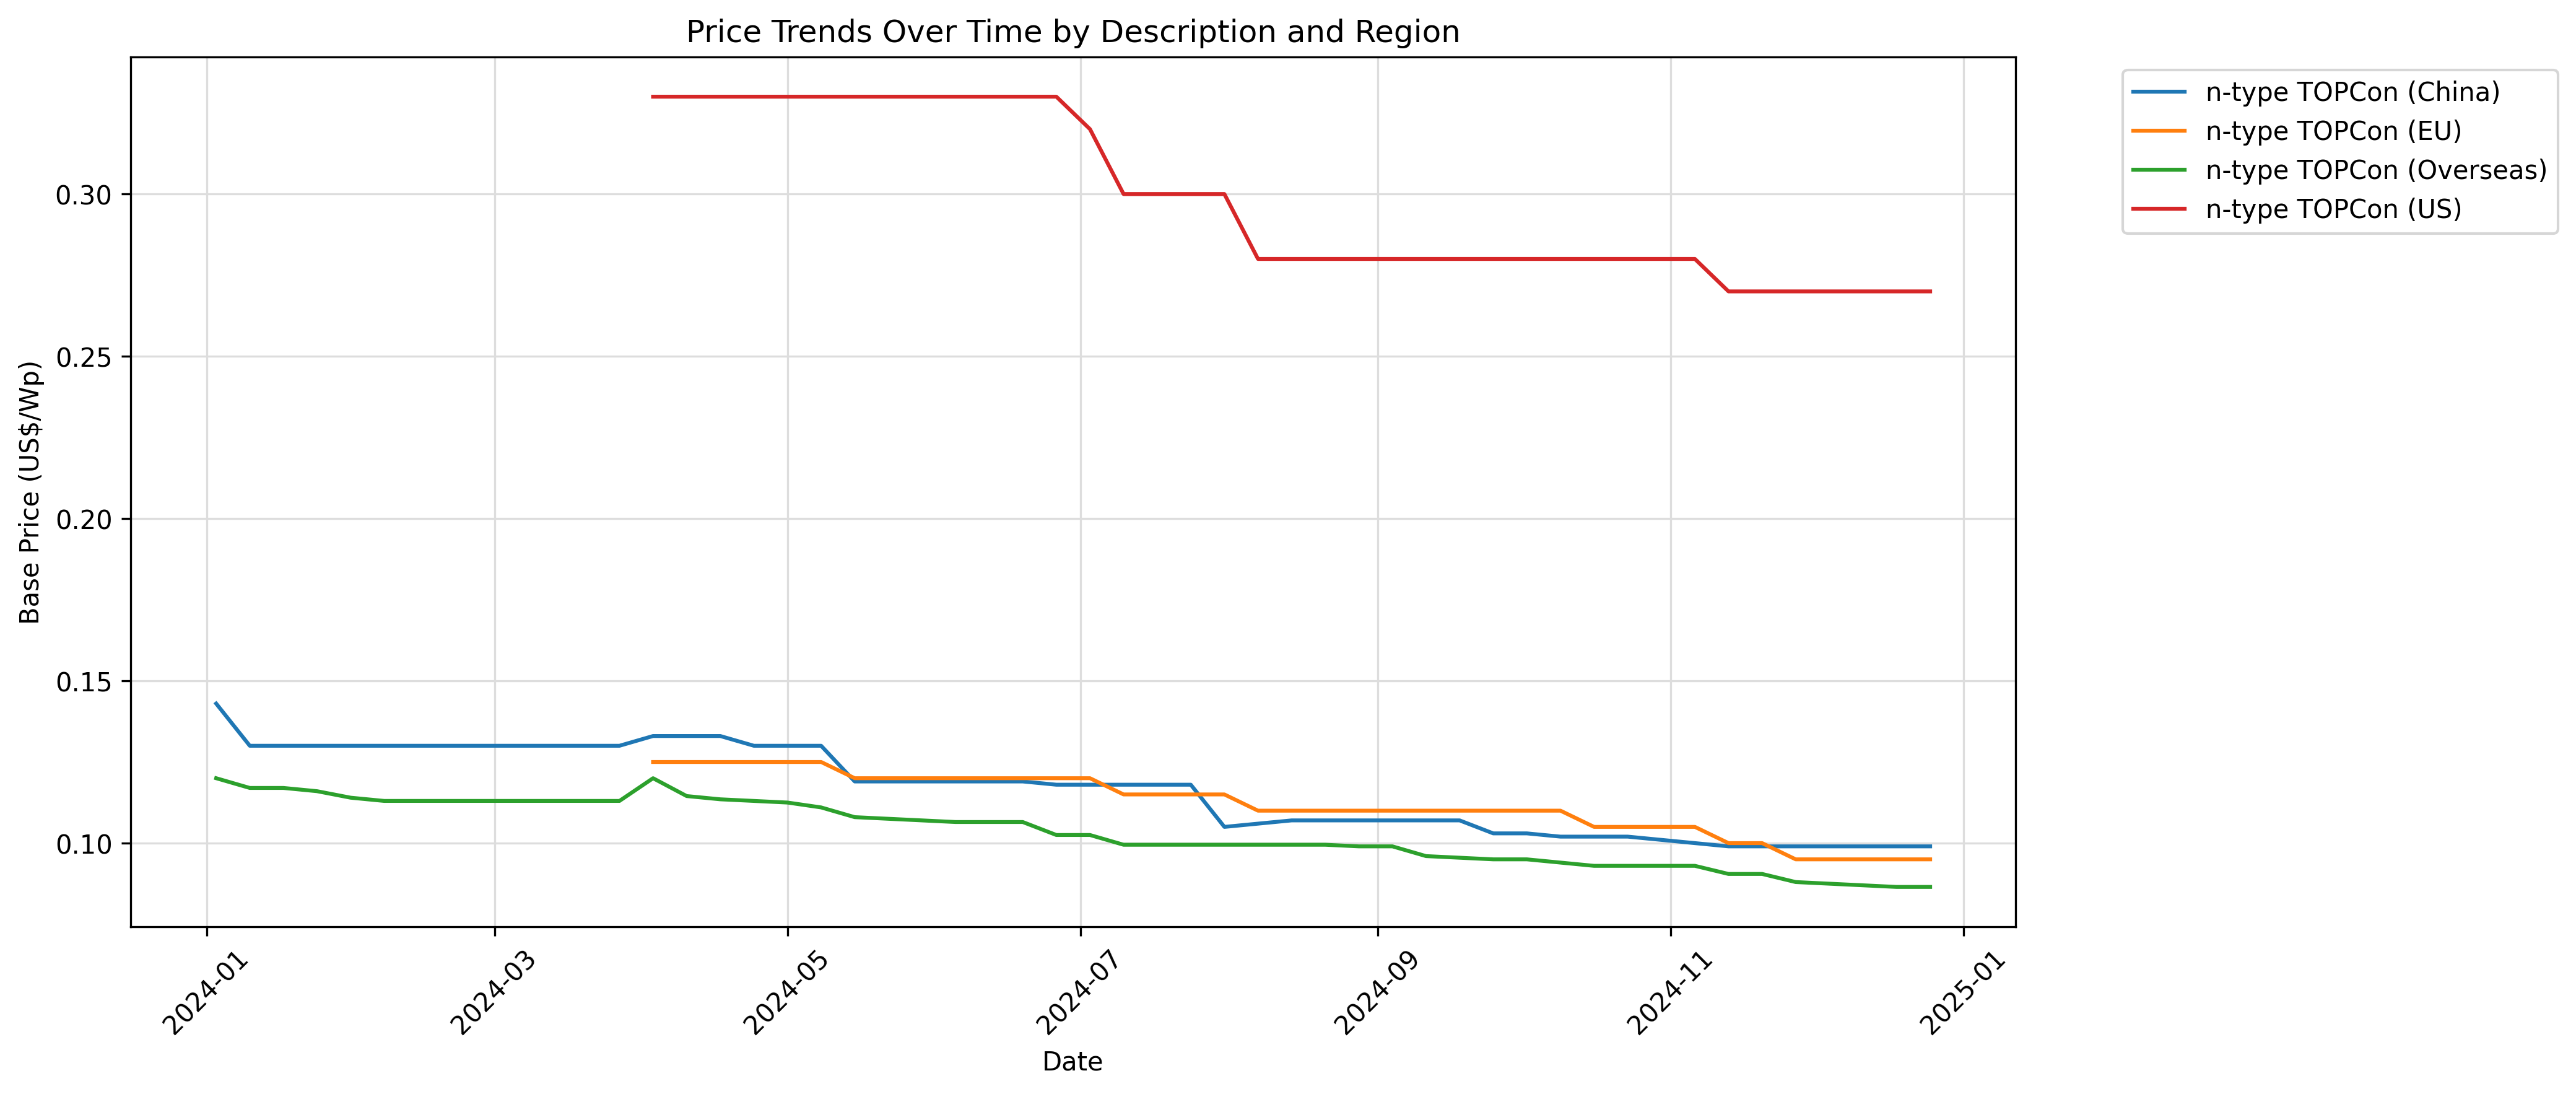 Price Trends Over Time by Description and Region
n-type TOPCon (China)
n-type TOPCon (EU)
n-type TOPCon (Overseas)
n-type TOPCon (US)
Base Price (US$/Wp)
0.30
0.25
0.20
0.15
0.10
2024-01
2024-03
2024-05
2024-07
2024-09
2024-11
2025-01
Date